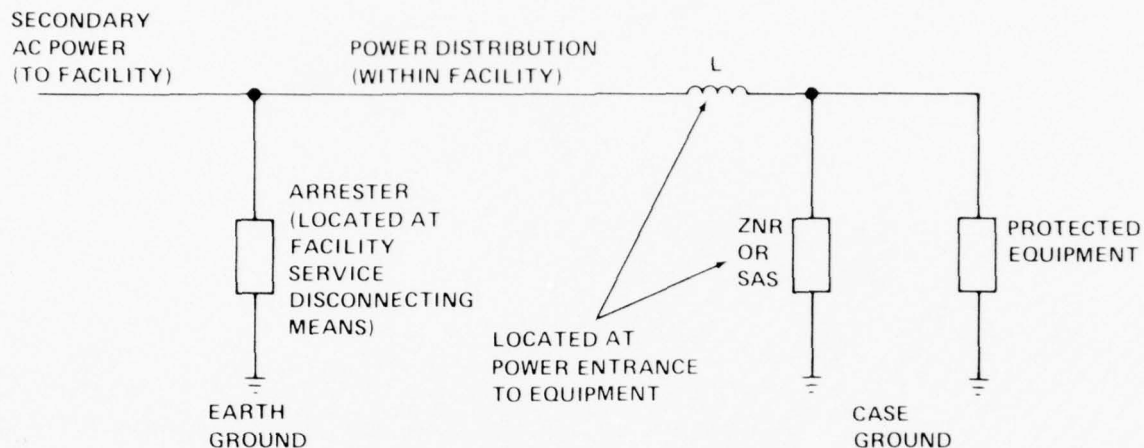 SECONDARY
AC POWER
(TO FACILITY)
POWER DISTRIBUTION
(WITHIN FACILITY)
L
ARRESTER
(LOCATED AT
FACILITY
SERVICE
DISCONNECTING
MEANS)
ZNR
OR
SAS
PROTECTED
EQUIPMENT
LOCATED AT
POWER ENTRANCE
TO EQUIPMENT
EARTH
GROUND
CASE
GROUND